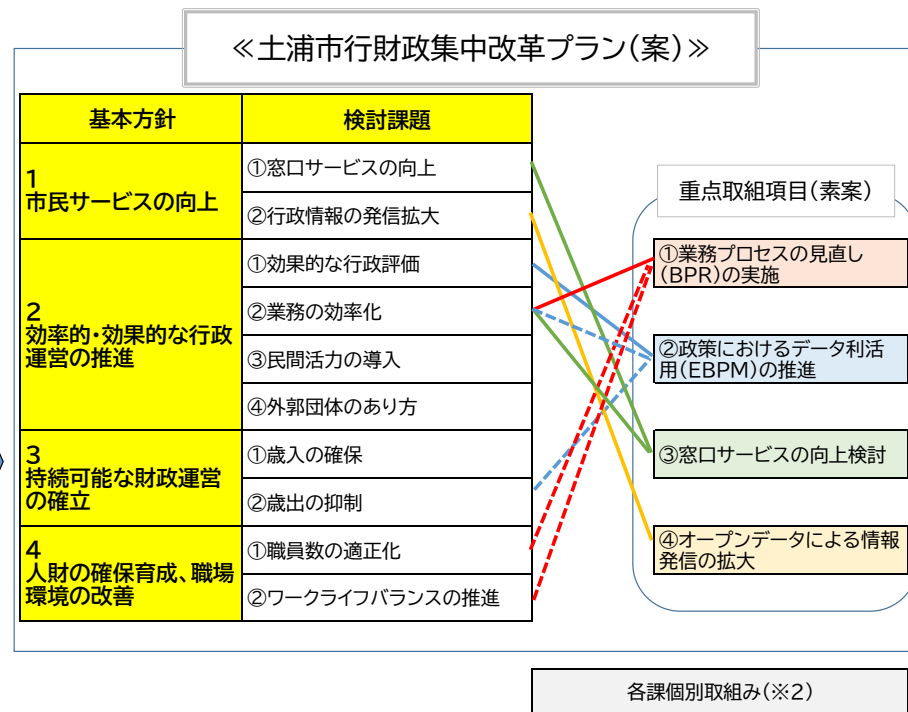 ≪土浦市行財政集中改革プラン(案)≫
基本方針
検討課題
1
市民サービスの向上
①窓口サービスの向上
②行政情報の発信拡大
2
効率的・効果的な行政
運営の推進
①効果的な行政評価
②業務の効率化
③民間活力の導入
④外郭団体のあり方
3
持続可能な財政運営
の確立
①歳入の確保
②歳出の抑制
4
人財の確保育成、職場
環境の改善
①職員数の適正化
②ワークライフバランスの推進
重点取組項目(素案)
①業務プロセスの見直し
(BPR)の実施
②政策におけるデータ利活
用(EBPM)の推進
③窓口サービスの向上検討
④オープンデータによる情報
発信の拡大
各課個別取組み(※2)